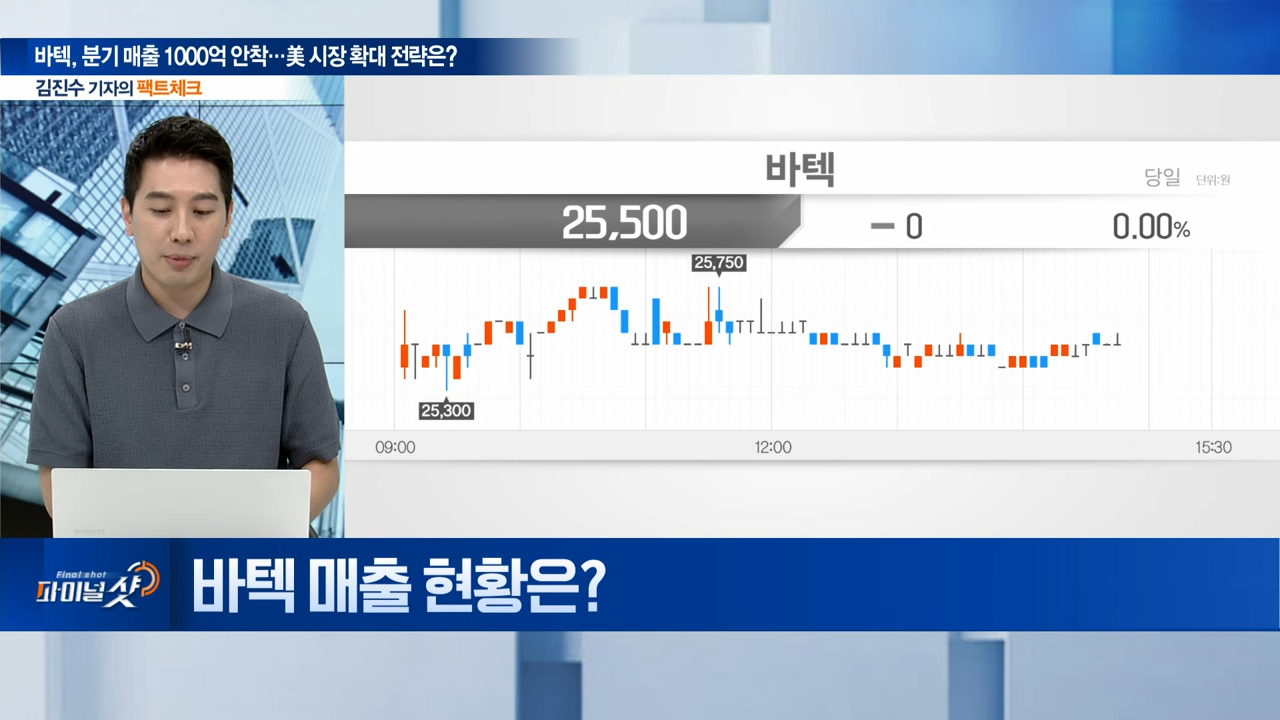 바텍, 분기 매출 1000억 안착…美 시장 확대 전략은?
김진수 기자의 팩트체크
바텍
당일 단위:원
25,500 0 0.00%
25,750
25,300
09:00 12:00 15:30
Final shot
파이널샷
바텍 매출 현황은?